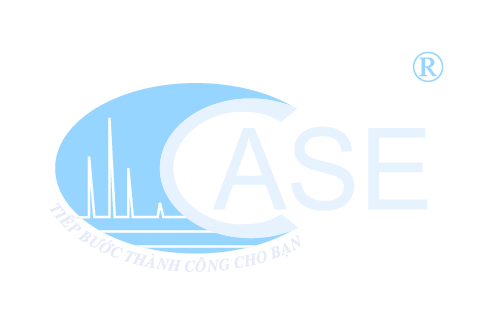 ®
CASE
TIẾP BƯỚC THÀNH CÔNG CHO BẠN